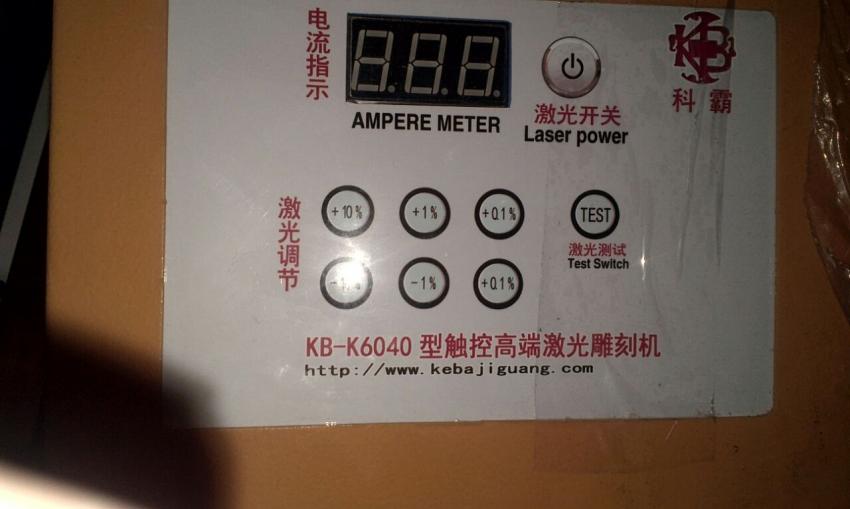 电流指示
AMPERE METER
激光开关
Laser power
KB
科霸
激光调节
+10%
+1%
+0.1%
TEST
激光测试
Test Switch
-1%
+0.1%
KB-K6040 型触控高端激光雕刻机
http://www.kebajiguang.com